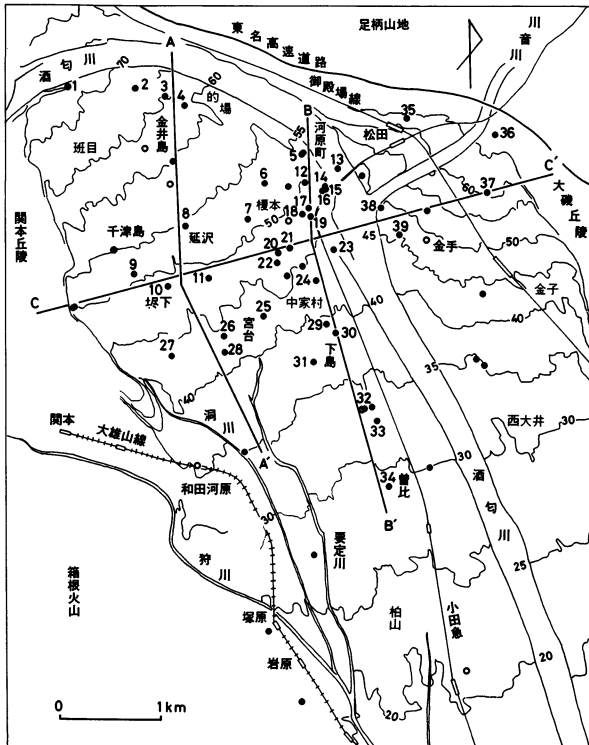 足柄山地
東名高速道路
御殿場線
川音川
酒匂川
A
70
60
1
2
3
4
的場
金井島
班目
B
55
河原町
松田
35
36
5
6
12
13
14
15
16
17
18
19
7
榎本
50
60
37
C'
大磯丘陵
38
45
39
金手
50
金子
関本丘陵
8
延沢
千津島
9
10
11
C
20
21
22
23
24
中家村
40
40
25
宮台
26
27
28
29
30
下島
31
35
32
33
西大井
30
40
洞川
関本
大雄山線
A'
和田河原
34
曽比
30
B'
酒匂川
30
要定川
狩川
箱根火山
25
塚原
岩原
柏山
小田急
20
20
0
1km